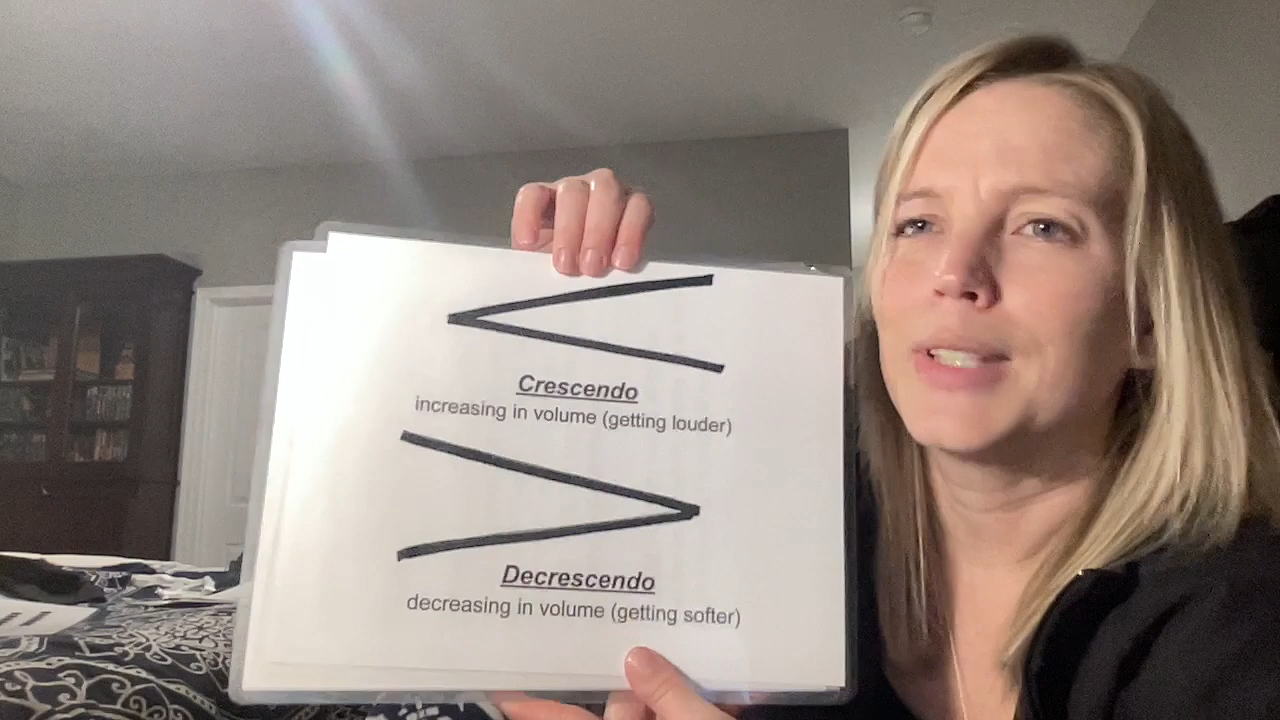 Crescendo
increasing in volume (getting louder)
Decrescendo
decreasing in volume (getting softer)